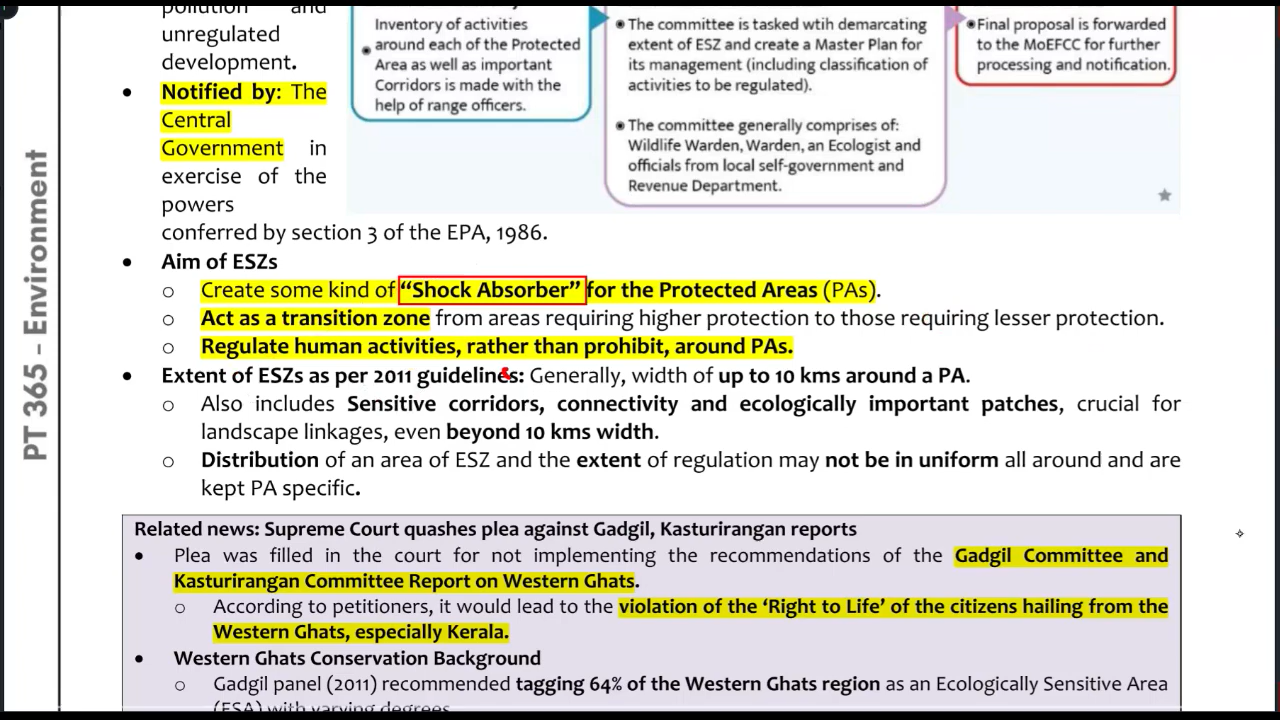 pollution and
unregulated
development.
Notified by: The
Central
Government in
exercise of the
powers
conferred by section 3 of the EPA, 1986.
Inventory of activities
around each of the Protected
Area as well as important
Corridors is made with the
help of range officers.
The committee is tasked wtih demarcating
extent of ESZ and create a Master Plan for
its management (including classification of
activities to be regulated).
The committee generally comprises of:
Wildlife Warden, Warden, an Ecologist and
officials from local self-government and
Revenue Department.
Final proposal is forwarded
to the MoEFCC for further
processing and notification.
Aim of ESZs
Create some kind of “Shock Absorber” for the Protected Areas (PAs).
Act as a transition zone from areas requiring higher protection to those requiring lesser protection.
Regulate human activities, rather than prohibit, around PAs.
Extent of ESZs as per 2011 guidelines: Generally, width of up to 10 kms around a PA.
Also includes Sensitive corridors, connectivity and ecologically important patches, crucial for
landscape linkages, even beyond 10 kms width.
Distribution of an area of ESZ and the extent of regulation may not be in uniform all around and are
kept PA specific.
Related news: Supreme Court quashes plea against Gadgil, Kasturirangan reports
Plea was filled in the court for not implementing the recommendations of the Gadgil Committee and
Kasturirangan Committee Report on Western Ghats.
According to petitioners, it would lead to the violation of the ‘Right to Life’ of the citizens hailing from the
Western Ghats, especially Kerala.
Western Ghats Conservation Background
Gadgil panel (2011) recommended tagging 64% of the Western Ghats region as an Ecologically Sensitive Area
(ESA) with varying degrees
PT 365 – Environment